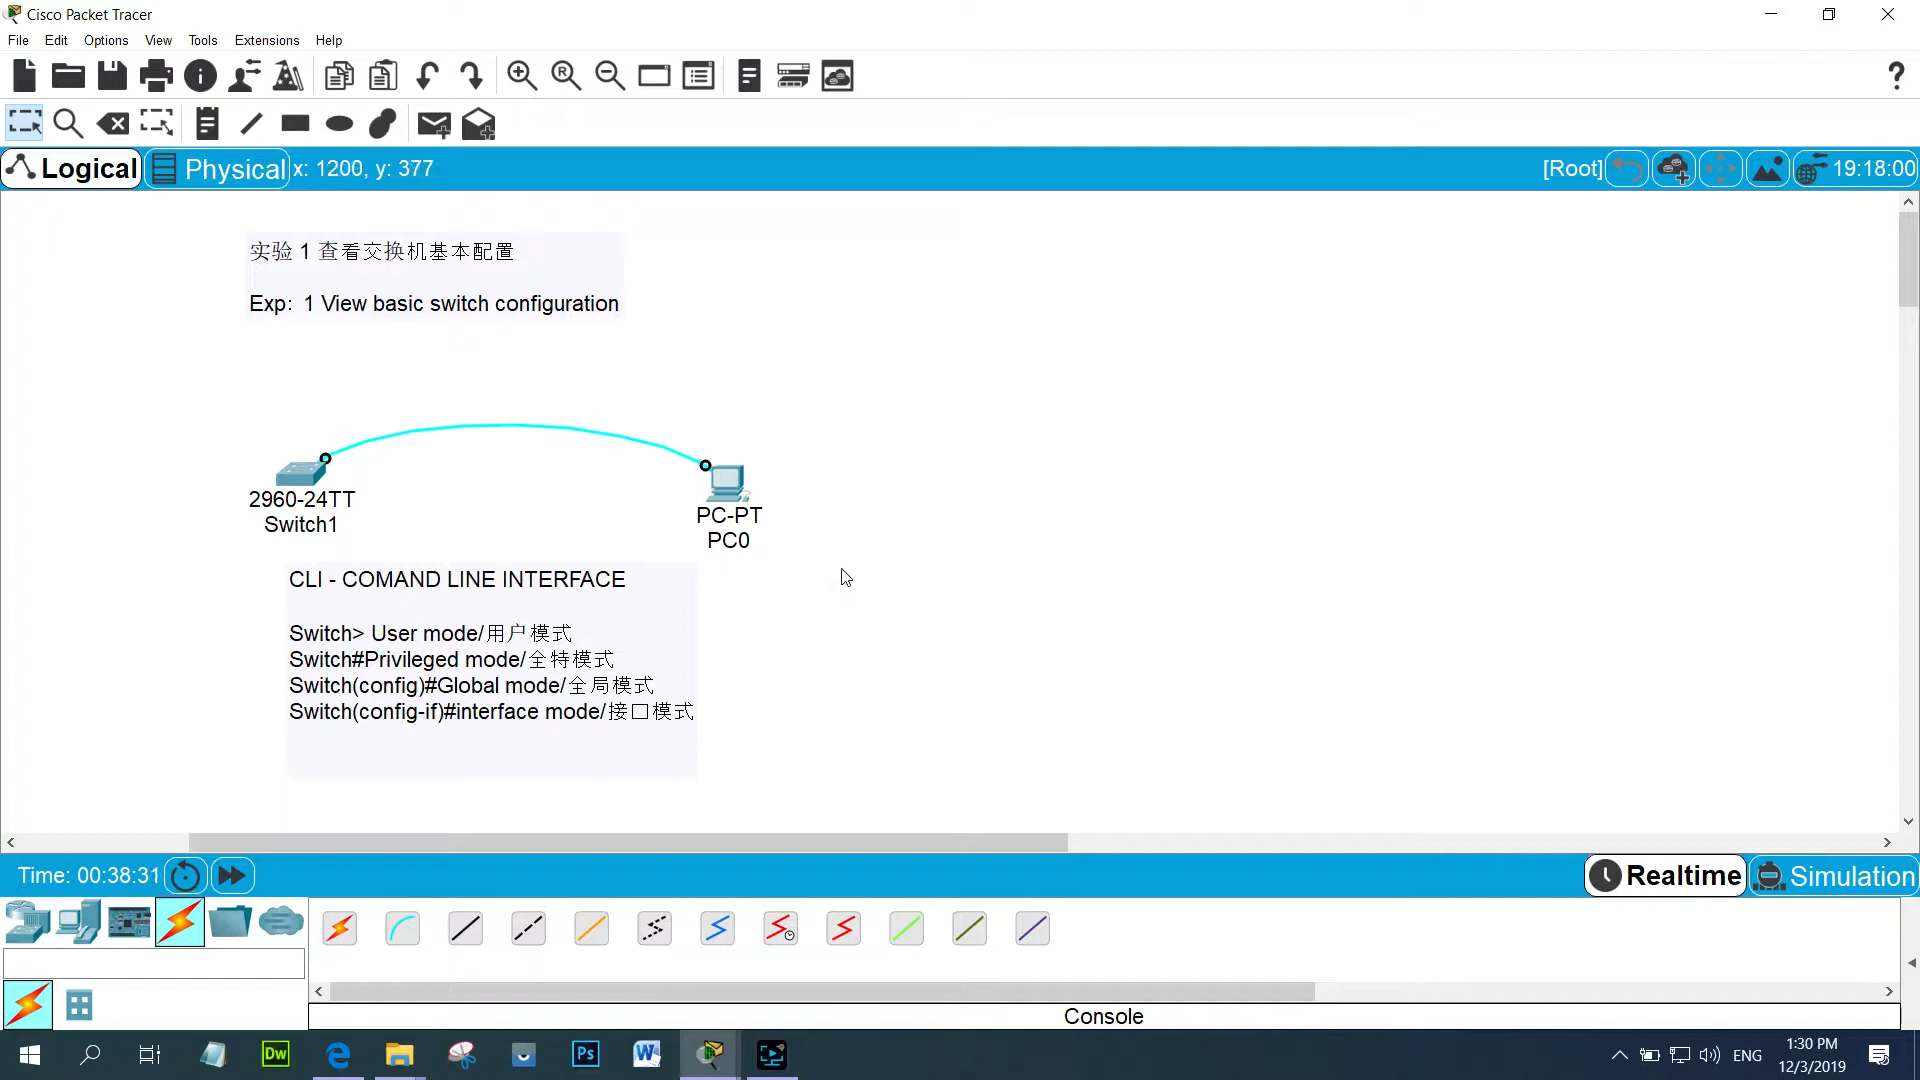 Cisco Packet Tracer
File Edit Options View Tools Extensions Help
Logical Physical x: 1200, y: 377 [Root] 19:18:00
实验 1 查看交换机基本配置
Exp: 1 View basic switch configuration
2960-24TT
Switch1
PC-PT
PC0
CLI - COMAND LINE INTERFACE
Switch> User mode/用户模式
Switch#Privileged mode/全特模式
Switch(config)#Global mode/全局模式
Switch(config-if)#interface mode/接口模式
Time: 00:38:31 Realtime Simulation
Console
Dw Ps W ENG
1:30 PM
12/3/2019